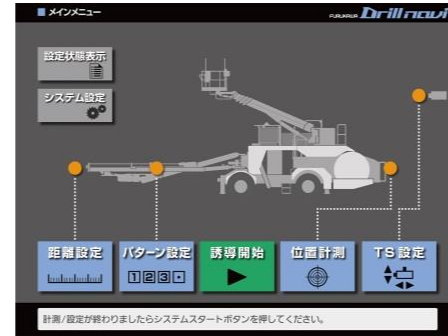 メインメニュー
FURUKAWA Drill navi
設定状態表示
システム設定
距離設定
パターン設定
誘導開始
位置計測
TS設定
1 2 3
計測/設定が終わりましたらシステムスタートボタンを押してください。